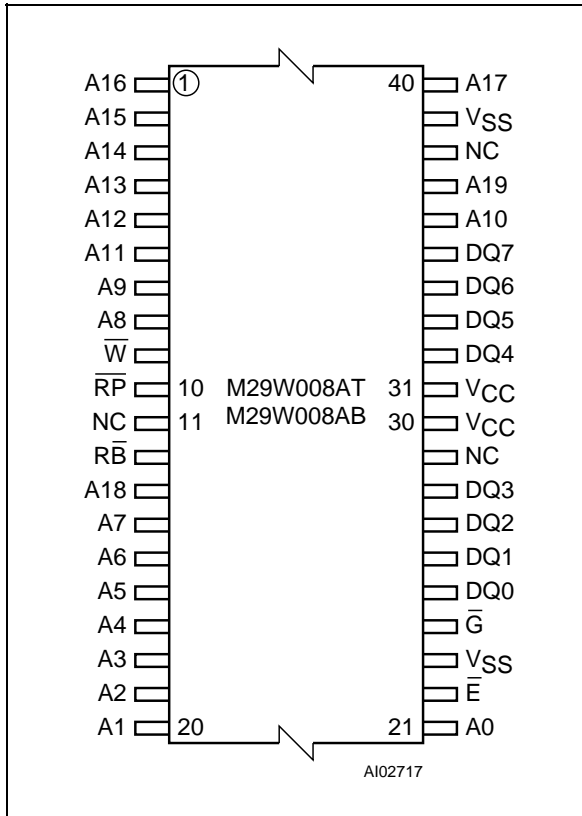 A16 ① 40 A17
A15 VSS
A14 NC
A13 A19
A12 A10
A11 DQ7
A9 DQ6
A8 DQ5
W̅ DQ4
R̅P̅ 10 M29W008AT 31 VCC
NC 11 M29W008AB 30 VCC
RB̅ NC
A18 DQ3
A7 DQ2
A6 DQ1
A5 DQ0
A4 G̅
A3 VSS
A2 E̅
A1 20 21 A0
AI02717